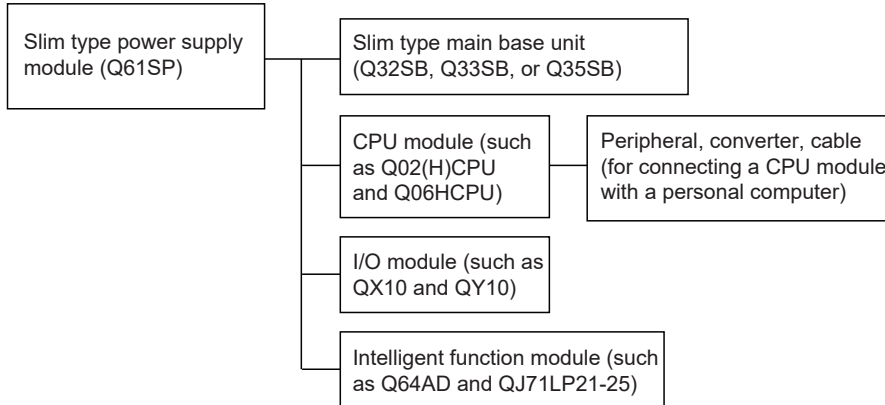 Slim type power supply
module (Q61SP)
Slim type main base unit
(Q32SB, Q33SB, or Q35SB)
CPU module (such
as Q02(H)CPU
and Q06HCPU)
Peripheral, converter, cable
(for connecting a CPU module
with a personal computer)
I/O module (such as
QX10 and QY10)
Intelligent function module (such
as Q64AD and QJ71LP21-25)